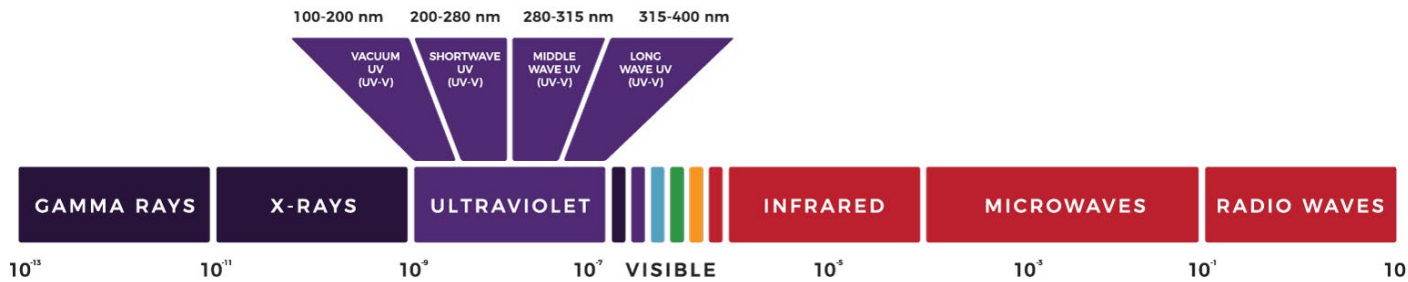 100-200 nm 200-280 nm 280-315 nm 315-400 nm
VACUUM
UV
(UV-V)
SHORTWAVE
UV
(UV-V)
MIDDLE
WAVE UV
(UV-V)
LONG
WAVE UV
(UV-V)
GAMMA RAYS X-RAYS ULTRAVIOLET INFRARED MICROWAVES RADIO WAVES
10⁻¹³ 10⁻¹¹ 10⁻⁹ 10⁻⁷ VISIBLE 10⁻⁵ 10⁻³ 10⁻¹ 10